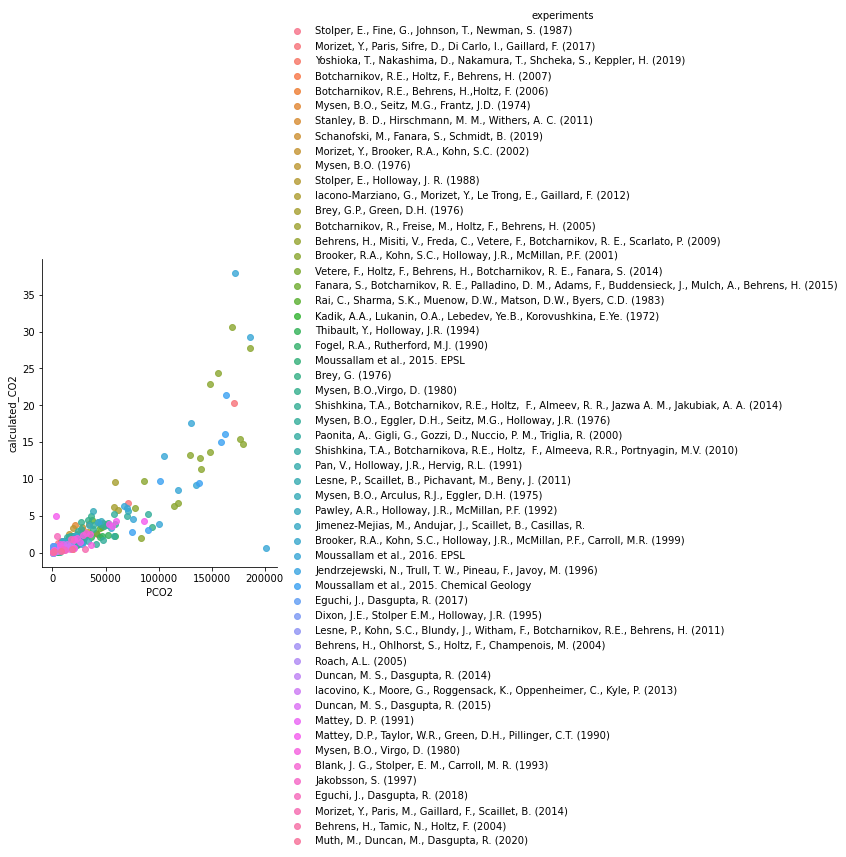 experiments
Stolper, E., Fine, G., Johnson, T., Newman, S. (1987)
Morizet, Y., Paris, Sifre, D., Di Carlo, I., Gaillard, F. (2017)
Yoshioka, T., Nakashima, D., Nakamura, T., Shcheka, S., Keppler, H. (2019)
Botcharnikov, R.E., Holtz, F., Behrens, H. (2007)
Botcharnikov, R.E., Behrens, H.,Holtz, F. (2006)
Mysen, B.O., Seitz, M.G., Frantz, J.D. (1974)
Stanley, B. D., Hirschmann, M. M., Withers, A. C. (2011)
Schanofski, M., Fanara, S., Schmidt, B. (2019)
Morizet, Y., Brooker, R.A., Kohn, S.C. (2002)
Mysen, B.O. (1976)
Stolper, E., Holloway, J. R. (1988)
Iacono-Marziano, G., Morizet, Y., Le Trong, E., Gaillard, F. (2012)
Brey, G.P., Green, D.H. (1976)
Botcharnikov, R., Freise, M., Holtz, F., Behrens, H. (2005)
Behrens, H., Misiti, V., Freda, C., Vetere, F., Botcharnikov, R. E., Scarlato, P. (2009)
Brooker, R.A., Kohn, S.C., Holloway, J.R., McMillan, P.F. (2001)
Vetere, F., Holtz, F., Behrens, H., Botcharnikov, R. E., Fanara, S. (2014)
Fanara, S., Botcharnikov, R. E., Palladino, D. M., Adams, F., Buddensieck, J., Mulch, A., Behrens, H. (2015)
Rai, C., Sharma, S.K., Muenow, D.W., Matson, D.W., Byers, C.D. (1983)
Kadik, A.A., Lukanin, O.A., Lebedev, Ye.B., Korovushkina, E.Ye. (1972)
Thibault, Y., Holloway, J.R. (1994)
Fogel, R.A., Rutherford, M.J. (1990)
Moussallam et al., 2015. EPSL
Brey, G. (1976)
Mysen, B.O.,Virgo, D. (1980)
Shishkina, T.A., Botcharnikov, R.E., Holtz,  F., Almeev, R. R., Jazwa A. M., Jakubiak, A. A. (2014)
Mysen, B.O., Eggler, D.H., Seitz, M.G., Holloway, J.R. (1976)
Paonita, A,. Gigli, G., Gozzi, D., Nuccio, P. M., Triglia, R. (2000)
Shishkina, T.A., Botcharnikova, R.E., Holtz,  F., Almeeva, R.R., Portnyagin, M.V. (2010)
Pan, V., Holloway, J.R., Hervig, R.L. (1991)
Lesne, P., Scaillet, B., Pichavant, M., Beny, J. (2011)
Mysen, B.O., Arculus, R.J., Eggler, D.H. (1975)
Pawley, A.R., Holloway, J.R., McMillan, P.F. (1992)
Jimenez-Mejias, M., Andujar, J., Scaillet, B., Casillas, R.
Brooker, R.A., Kohn, S.C., Holloway, J.R., McMillan, P.F., Carroll, M.R. (1999)
Moussallam et al., 2016. EPSL
Jendrzejewski, N., Trull, T. W., Pineau, F., Javoy, M. (1996)
Moussallam et al., 2015. Chemical Geology
Eguchi, J., Dasgupta, R. (2017)
Dixon, J.E., Stolper E.M., Holloway, J.R. (1995)
Lesne, P., Kohn, S.C., Blundy, J., Witham, F., Botcharnikov, R.E., Behrens, H. (2011)
Behrens, H., Ohlhorst, S., Holtz, F., Champenois, M. (2004)
Roach, A.L. (2005)
Duncan, M. S., Dasgupta, R. (2014)
Iacovino, K., Moore, G., Roggensack, K., Oppenheimer, C., Kyle, P. (2013)
Duncan, M. S., Dasgupta, R. (2015)
Mattey, D. P. (1991)
Mattey, D.P., Taylor, W.R., Green, D.H., Pillinger, C.T. (1990)
Mysen, B.O., Virgo, D. (1980)
Blank, J. G., Stolper, E. M., Carroll, M. R. (1993)
Jakobsson, S. (1997)
Eguchi, J., Dasgupta, R. (2018)
Morizet, Y., Paris, M., Gaillard, F., Scaillet, B. (2014)
Behrens, H., Tamic, N., Holtz, F. (2004)
Muth, M., Duncan, M., Dasgupta, R. (2020)
calculated_CO2
35
30
25
20
15
10
5
0
0 50000 100000 150000 200000
PCO2